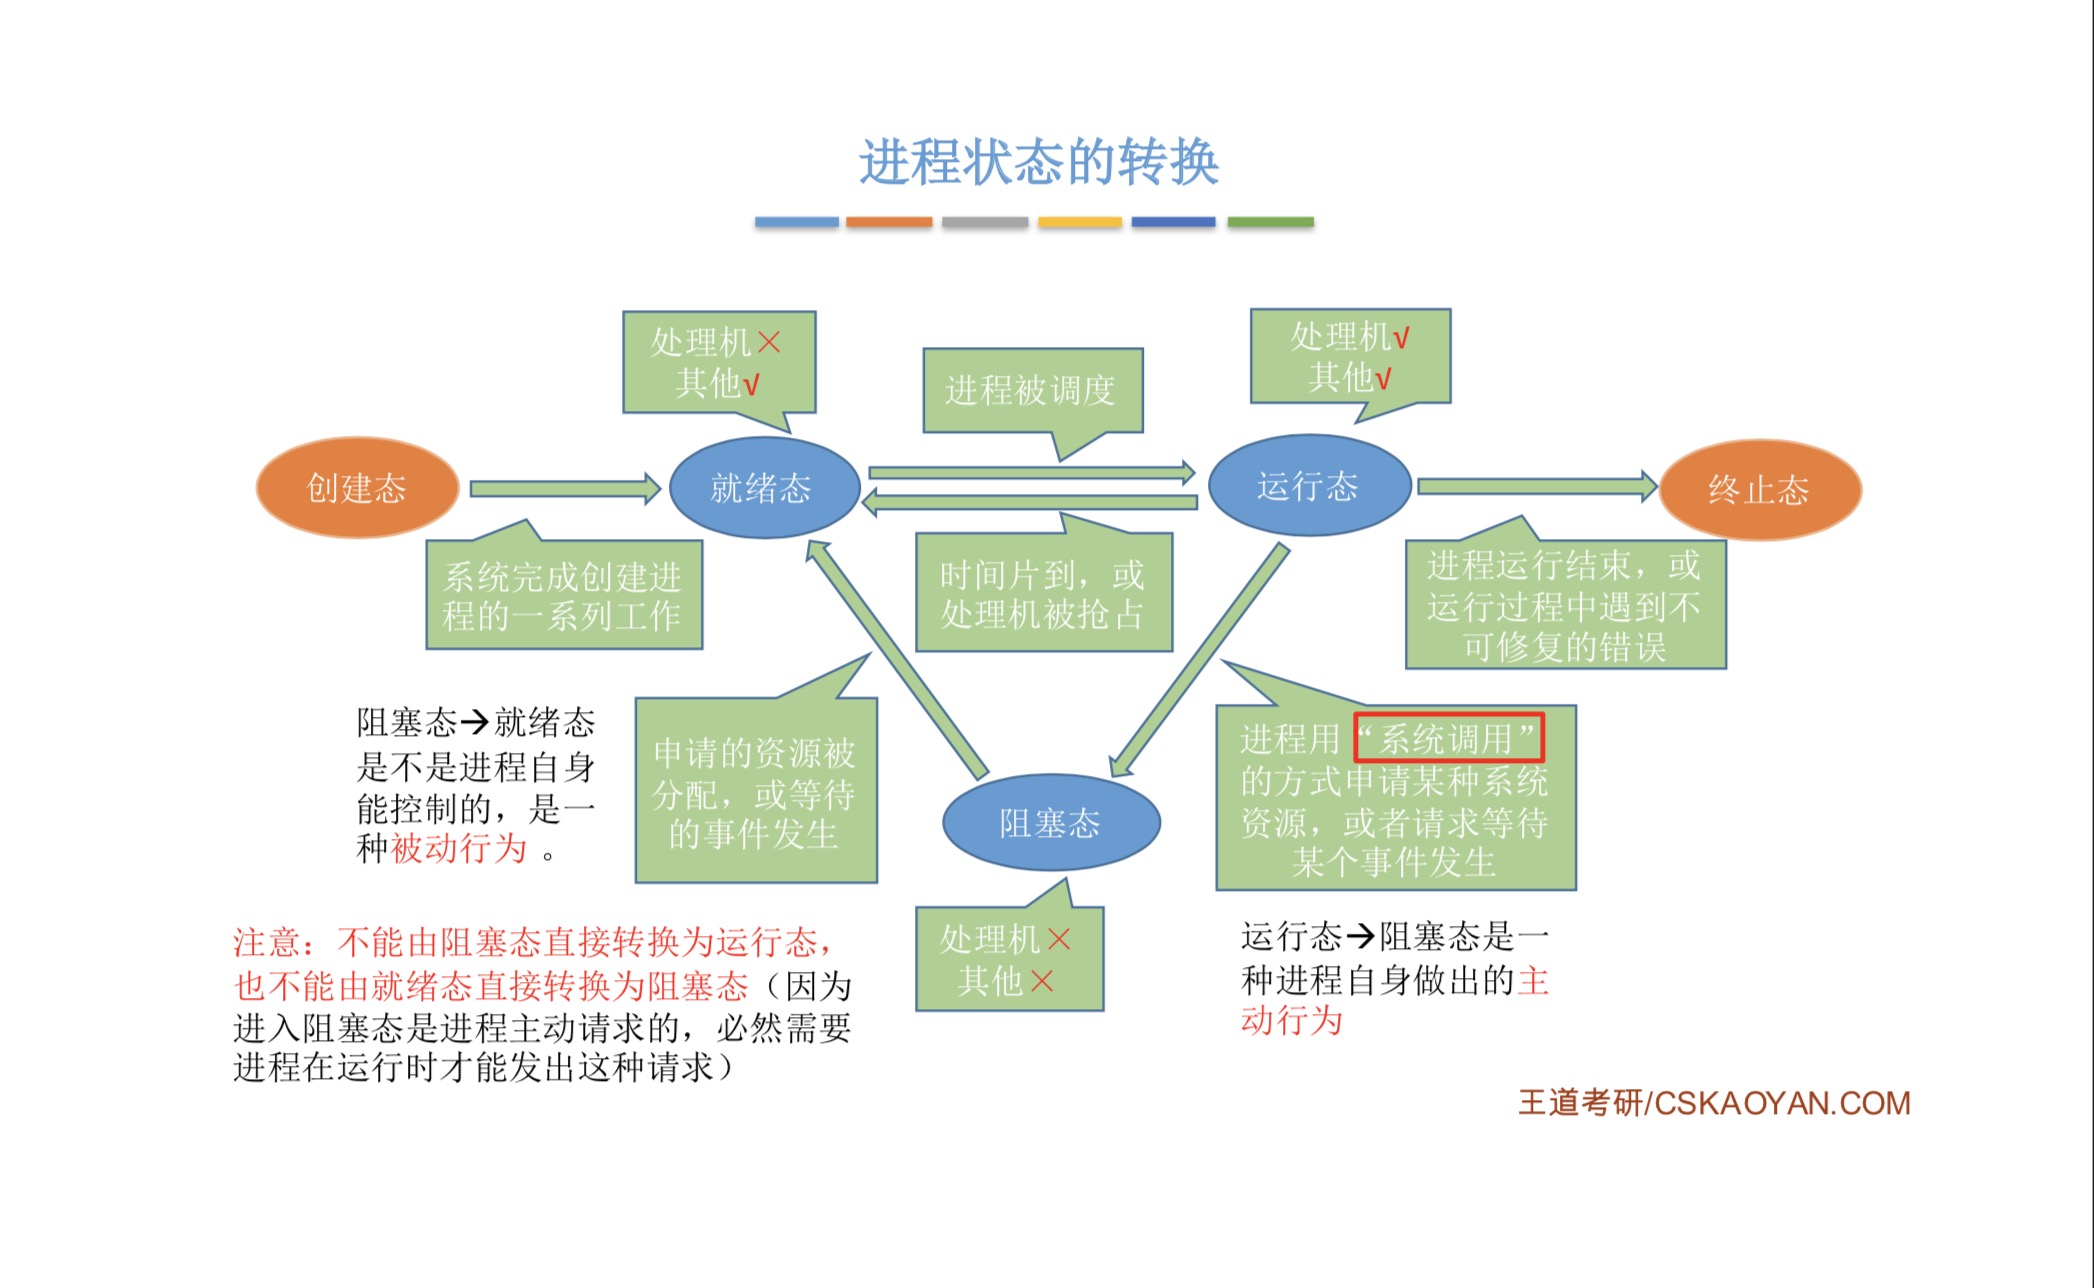 进程状态的转换
处理机×
其他√
进程被调度
处理机√
其他√
创建态
就绪态
运行态
终止态
系统完成创建进
程的一系列工作
时间片到，或
处理机被抢占
进程运行结束，或
运行过程中遇到不
可修复的错误
阻塞态→就绪态
是不是进程自身
能控制的，是一
种被动行为 。
申请的资源被
分配，或等待
的事件发生
进程用“系统调用”
的方式申请某种系统
资源，或者请求等待
某个事件发生
阻塞态
处理机×
其他×
运行态→阻塞态是一
种进程自身做出的主
动行为
注意：不能由阻塞态直接转换为运行态，
也不能由就绪态直接转换为阻塞态（因为
进入阻塞态是进程主动请求的，必然需要
进程在运行时才能发出这种请求）
王道考研/CSKAOYAN.COM